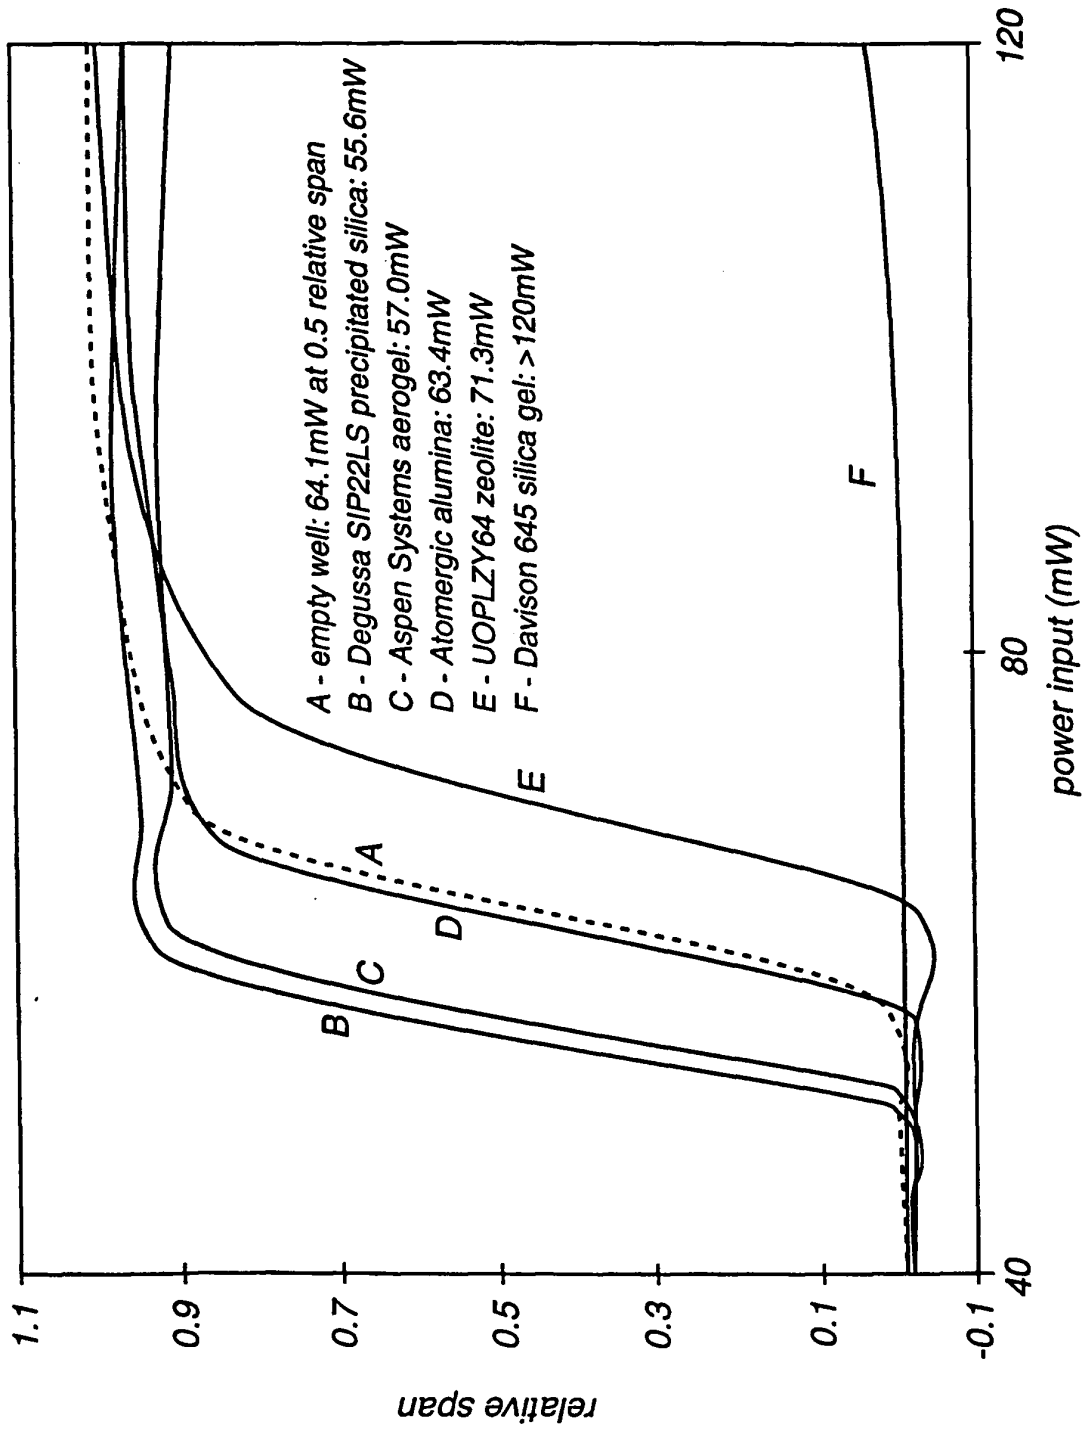 relative span
1.1
0.9
0.7
0.5
0.3
0.1
-0.1
40
80
120
power input (mW)
A - empty well: 64.1mW at 0.5 relative span
B - Degussa SIP22LS precipitated silica: 55.6mW
C - Aspen Systems aerogel: 57.0mW
D - Atomergic alumina: 63.4mW
E - UOPLZY64 zeolite: 71.3mW
F - Davison 645 silica gel: >120mW
B
C
D
A
E
F